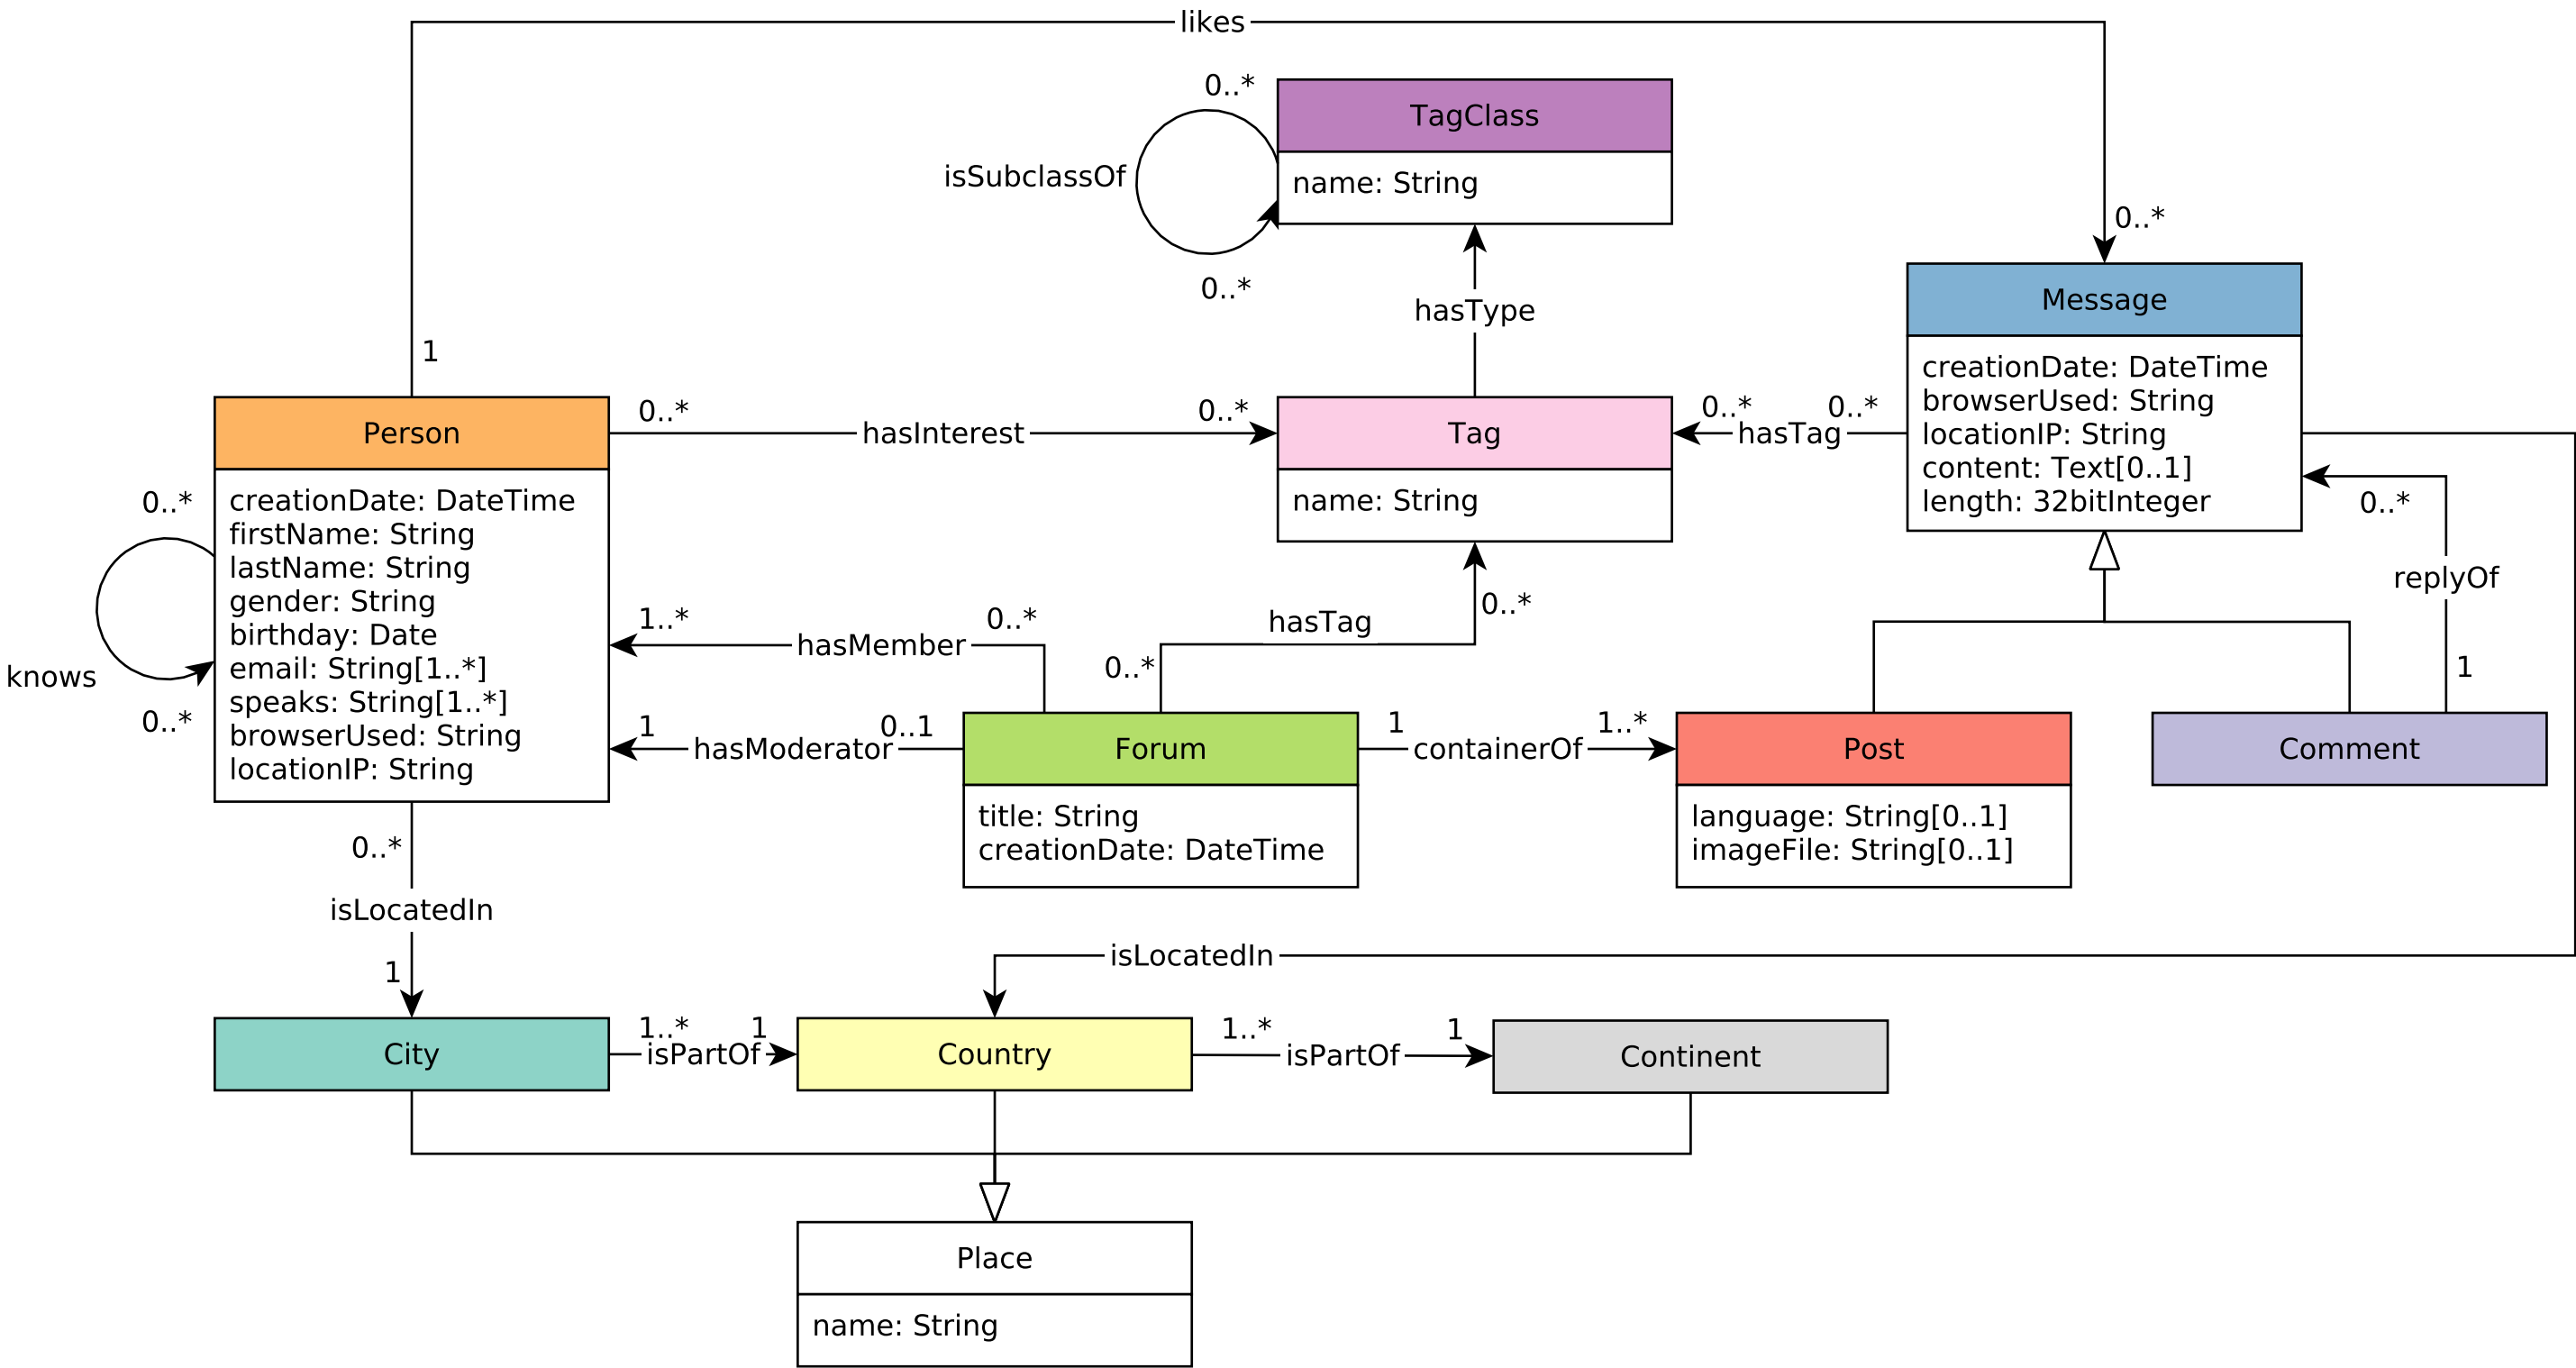 likes
0..*
TagClass
isSubclassOf
name: String
0..*
0..*
Message
hasType
1
creationDate: DateTime
browserUsed: String
locationIP: String
content: Text[0..1]
length: 32bitInteger
Person
0..*
hasInterest
0..*
Tag
0..*
hasTag
0..*
name: String
0..*
creationDate: DateTime
firstName: String
lastName: String
gender: String
birthday: Date
email: String[1..*]
speaks: String[1..*]
browserUsed: String
locationIP: String
knows
0..*
0..*
replyOf
1
1..*
hasMember
0..*
hasTag
0..*
0..*
1
hasModerator
0..1
Forum
1
containerOf
1..*
Post
Comment
title: String
creationDate: DateTime
language: String[0..1]
imageFile: String[0..1]
0..*
isLocatedIn
1
isLocatedIn
City
1..*
isPartOf
1
Country
1..*
isPartOf
1
Continent
Place
name: String